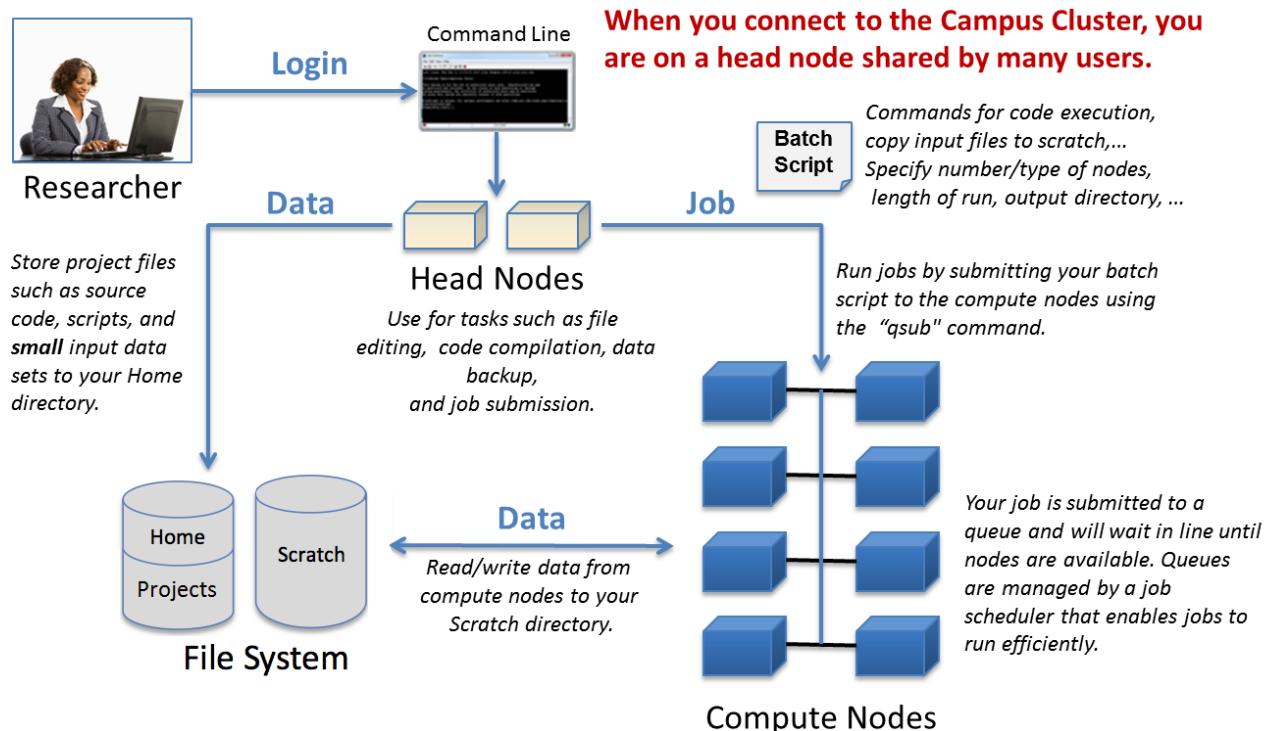 When you connect to the Campus Cluster, you
are on a head node shared by many users.
Command Line
Login
Researcher
Batch
Script
Commands for code execution,
copy input files to scratch,...
Specify number/type of nodes,
length of run, output directory, ...
Data
Job
Head Nodes
Use for tasks such as file
editing, code compilation, data
backup,
and job submission.
Store project files
such as source
code, scripts, and
small input data
sets to your Home
directory.
Run jobs by submitting your batch
script to the compute nodes using
the “qsub" command.
Home
Projects
Scratch
File System
Data
Read/write data from
compute nodes to your
Scratch directory.
Your job is submitted to a
queue and will wait in line until
nodes are available. Queues
are managed by a job
scheduler that enables jobs to
run efficiently.
Compute Nodes